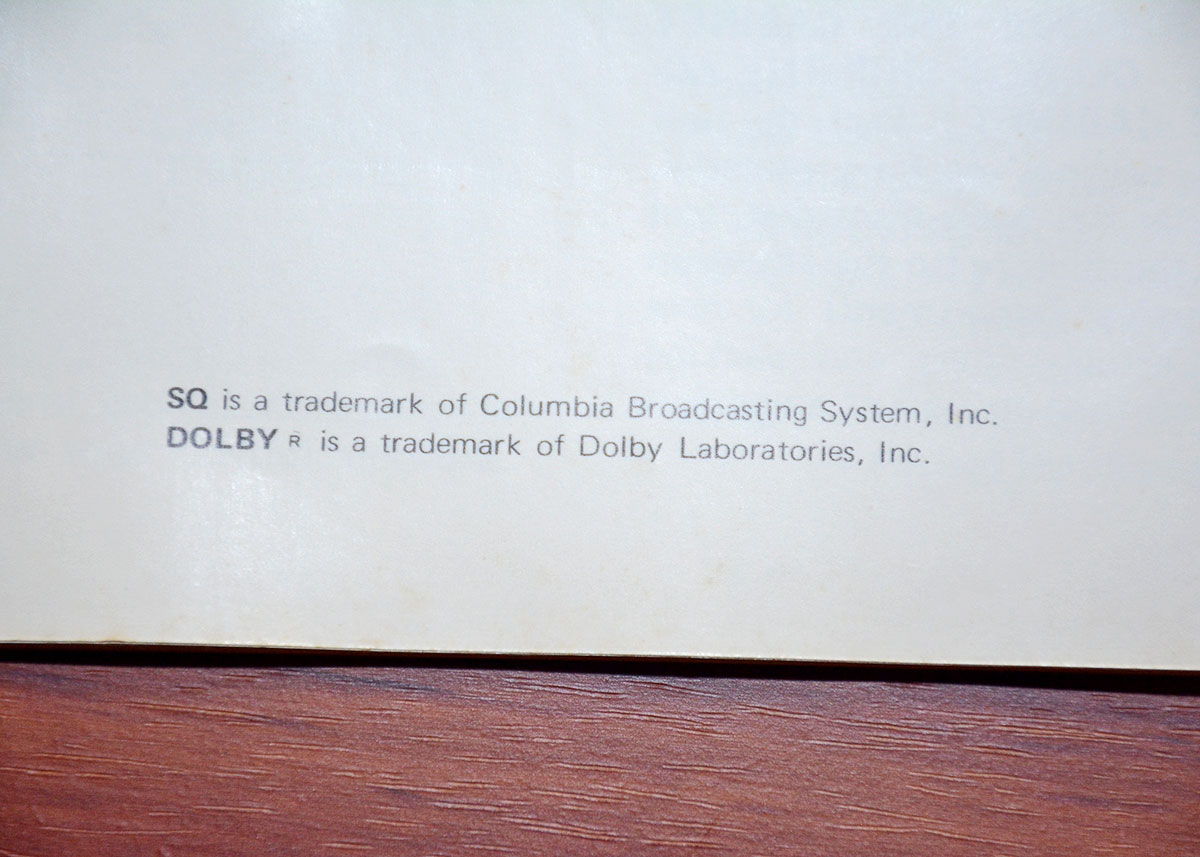 SQ is a trademark of Columbia Broadcasting System, Inc.
DOLBY R is a trademark of Dolby Laboratories, Inc.